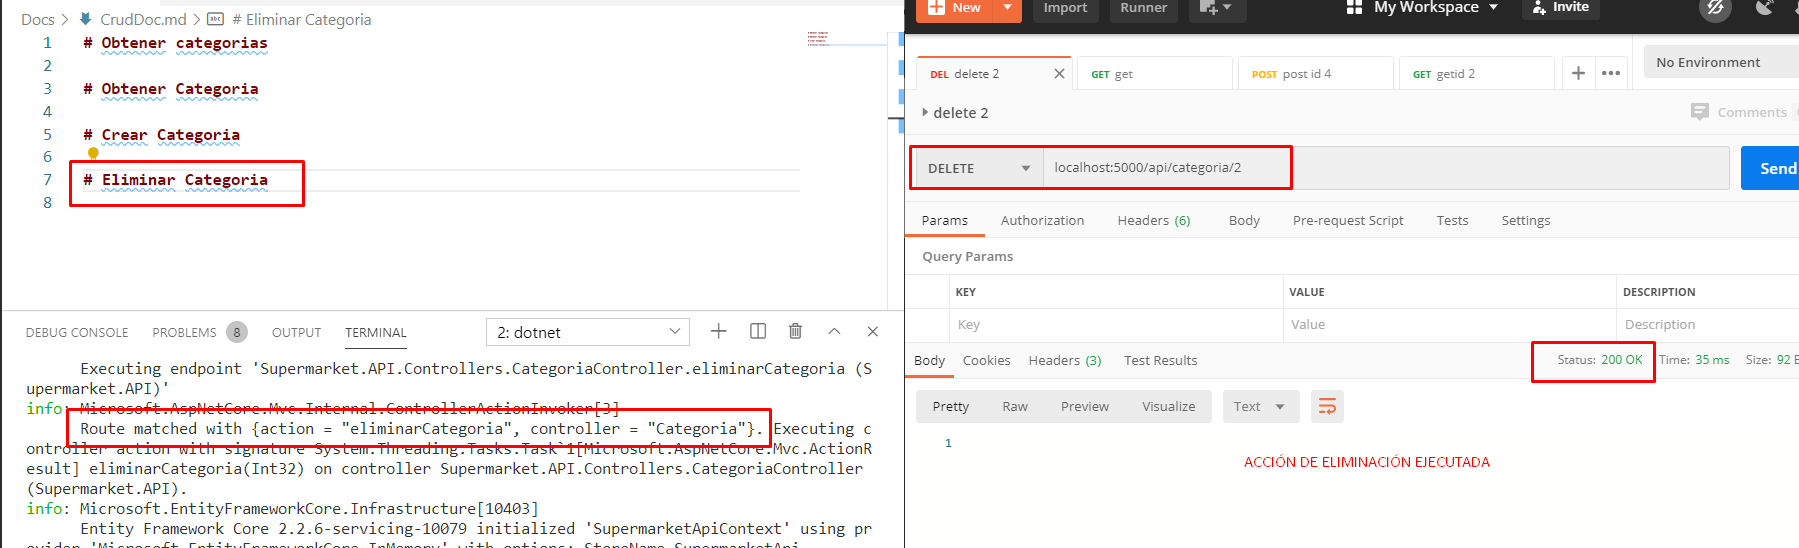 Docs > CrudDoc.md > # Eliminar Categoria
1 # Obtener categorias
2
3 # Obtener Categoria
4
5 # Crear Categoria
6
7 # Eliminar Categoria
8
DEBUG CONSOLE PROBLEMS 8 OUTPUT TERMINAL 2: dotnet
Executing endpoint 'Supermarket.API.Controllers.CategoriaController.eliminarCategoria (S
upermarket.API)'
info: Microsoft.AspNetCore.Mvc.Internal.ControllerActionInvoker[3]
Route matched with {action = "eliminarCategoria", controller = "Categoria"}. Executing c
ontroller action with signature System.Threading.Tasks.Task`1[Microsoft.AspNetCore.Mvc.ActionR
esult] eliminarCategoria(Int32) on controller Supermarket.API.Controllers.CategoriaController
(Supermarket.API).
info: Microsoft.EntityFrameworkCore.Infrastructure[10403]
Entity Framework Core 2.2.6-servicing-10079 initialized 'SupermarketApiContext' using pr
ovider 'Microsoft.EntityFrameworkCore.InMemory' with options: StoreName=SupermarketApi
New Import Runner My Workspace Invite
DEL delete 2 GET get POST post id 4 GET getid 2 No Environment
delete 2 Comments
DELETE localhost:5000/api/categoria/2 Send
Params Authorization Headers (6) Body Pre-request Script Tests Settings
Query Params
KEY VALUE DESCRIPTION
Key Value Description
Body Cookies Headers (3) Test Results Status: 200 OK Time: 35 ms Size: 92
Pretty Raw Preview Visualize Text
1
ACCIÓN DE ELIMINACIÓN EJECUTADA